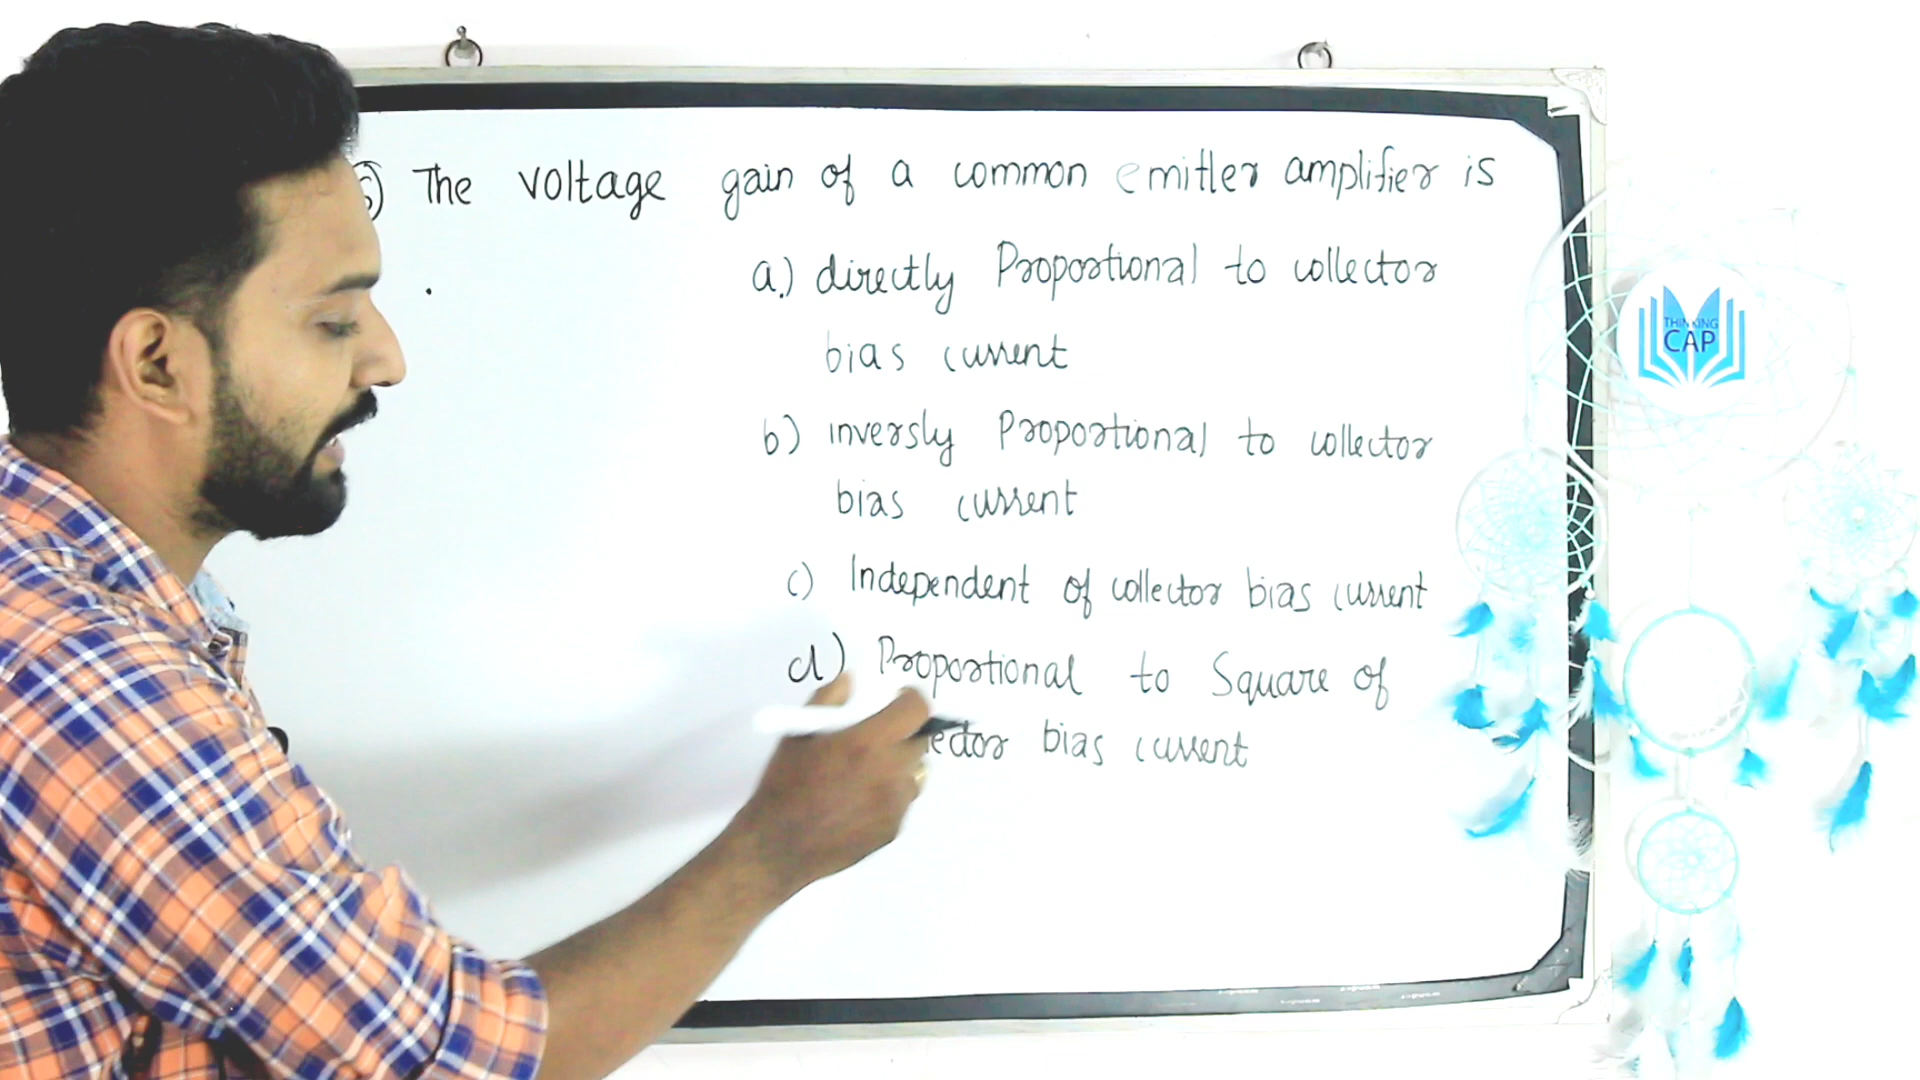 The voltage gain of a common emitter amplifier is
a.) directly Proportional to collector
bias current
b) inversly Proportional to collector
bias current
c) Independent of collector bias current
d) Proportional to Square of
bias current
THINKING
CAP